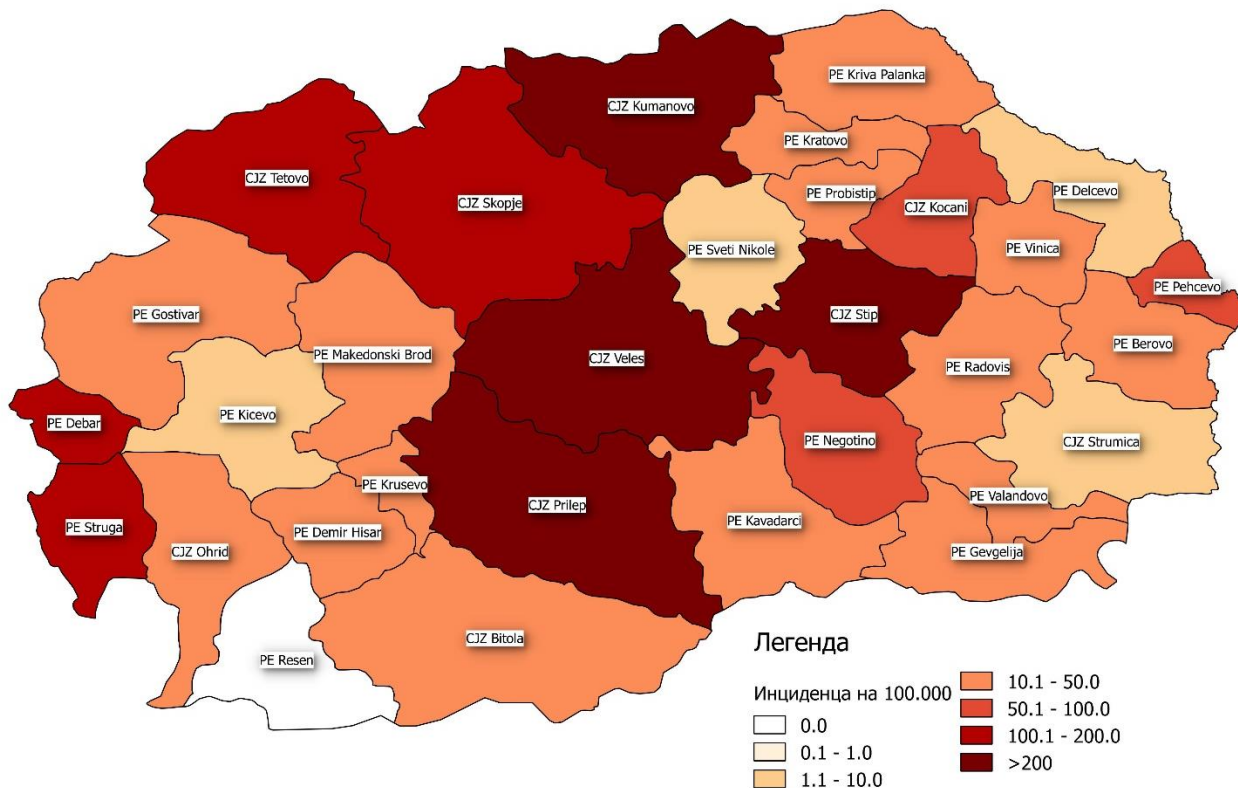 PE Kriva Palanka
CJZ Kumanovo
PE Kratovo
CJZ Tetovo
PE Probistip
PE Delcevo
CJZ Skopje
CJZ Kocani
PE Sveti Nikole
PE Vinica
PE Pehcevo
PE Gostivar
CJZ Stip
PE Makedonski Brod
CJZ Veles
PE Berovo
PE Radovis
PE Kicevo
PE Debar
PE Negotino
CJZ Strumica
PE Krusevo
PE Valandovo
CJZ Prilep
PE Kavadarci
PE Struga
PE Demir Hisar
CJZ Ohrid
PE Gevgelija
CJZ Bitola
PE Resen
Легенда
Инциденца на 100.000
0.0
0.1 - 1.0
1.1 - 10.0
10.1 - 50.0
50.1 - 100.0
100.1 - 200.0
>200